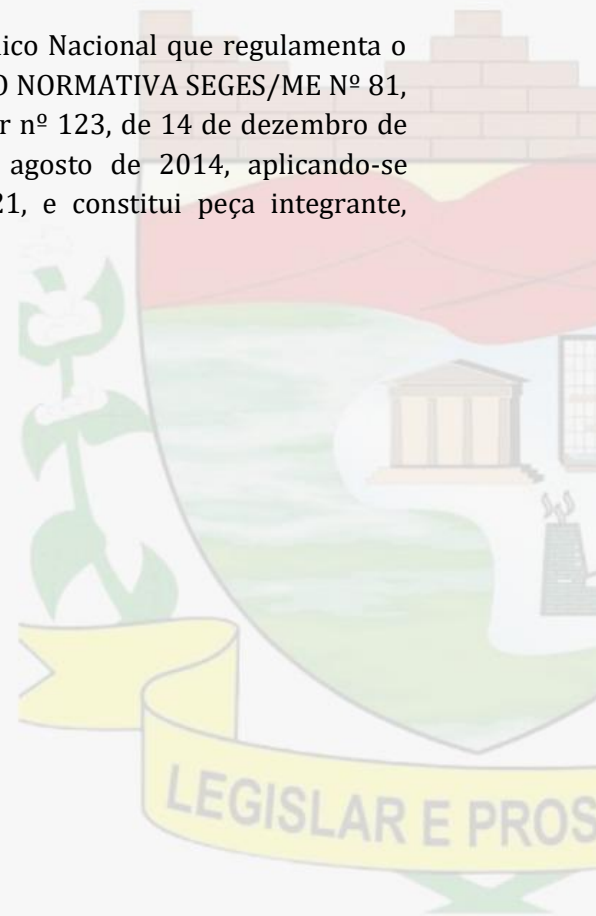 ico Nacional que regulamenta o
O NORMATIVA SEGES/ME Nº 81,
r nº 123, de 14 de dezembro de
agosto de 2014, aplicando-se
21, e constitui peça integrante,
LEGISLAR E PROS